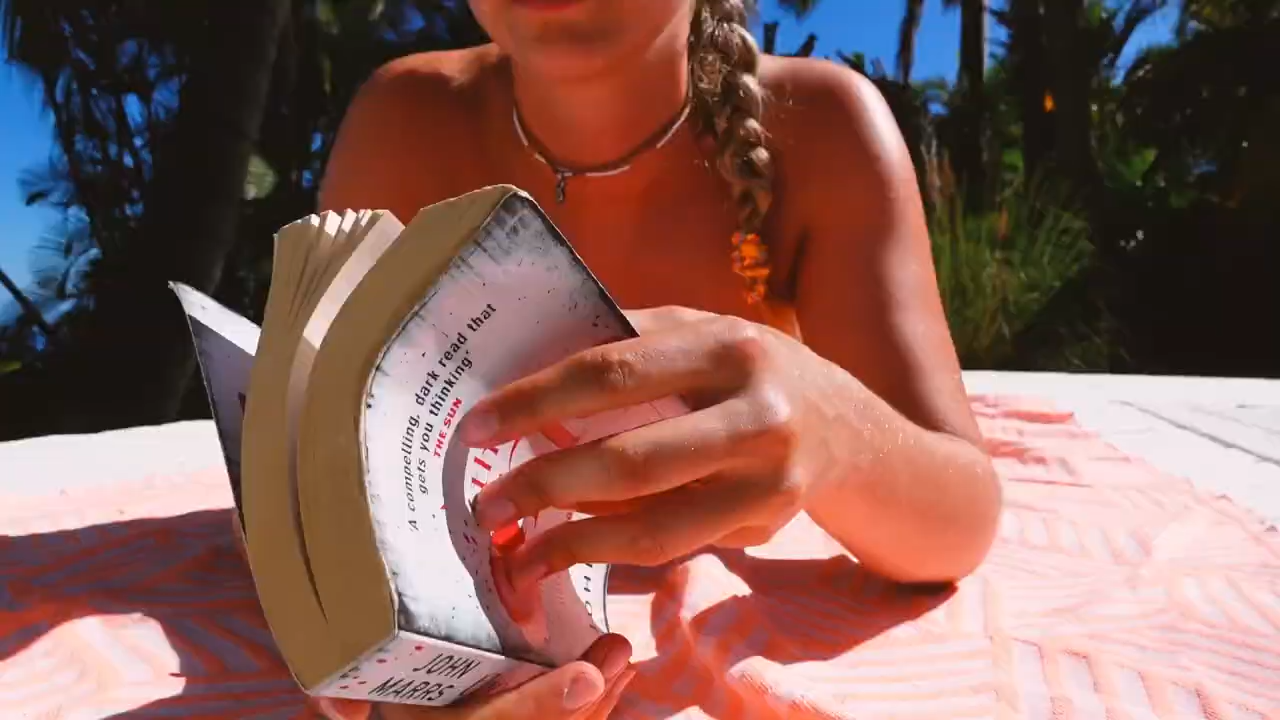 'A compelling, dark read that
gets you thinking'
THE SUN
JOHN
MARRS